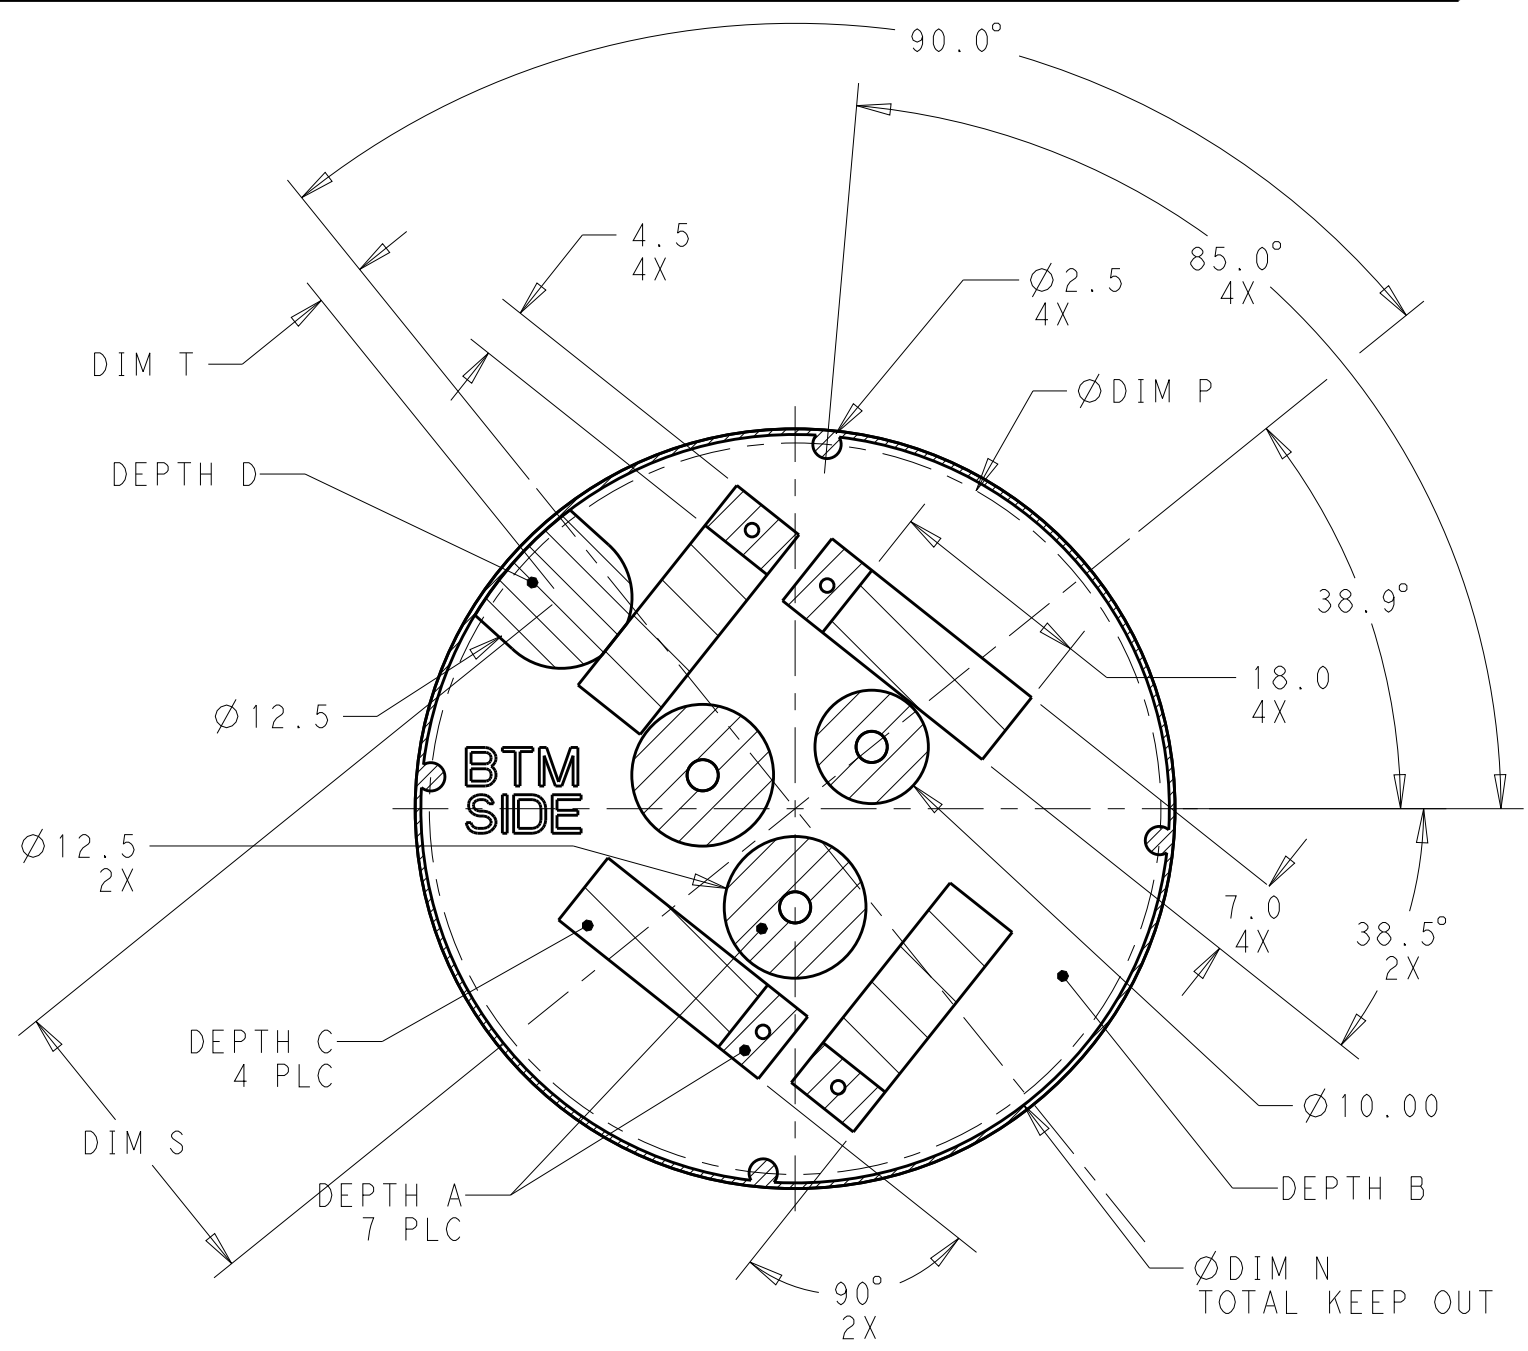 90.0°
4.5
4X
85.0°
4X
Ø2.5
4X
DIM T
ØDIM P
DEPTH D
38.9°
18.0
4X
Ø12.5
BTM
SIDE
Ø12.5
2X
7.0
4X
38.5°
2X
DEPTH C
4 PLC
Ø10.00
DIM S
DEPTH A
7 PLC
DEPTH B
ØDIM N
TOTAL KEEP OUT
90°
2X